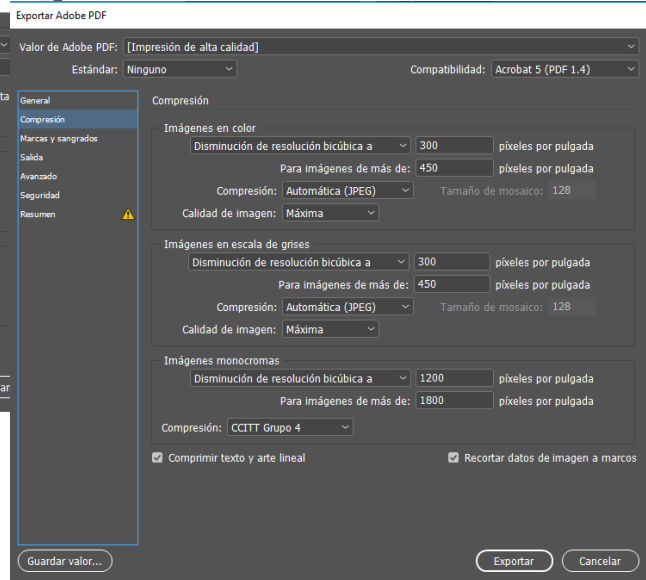 Exportar Adobe PDF
Valor de Adobe PDF: [Impresión de alta calidad]
Estándar: Ninguno Compatibilidad: Acrobat 5 (PDF 1.4)
ta
General
Compresión
Marcas y sangrados
Salida
Avanzado
Seguridad
Resumen
Compresión
Imágenes en color
Disminución de resolución bicúbica a 300 píxeles por pulgada
Para imágenes de más de: 450 píxeles por pulgada
Compresión: Automática (JPEG) Tamaño de mosaico: 128
Calidad de imagen: Máxima
Imágenes en escala de grises
Disminución de resolución bicúbica a 300 píxeles por pulgada
Para imágenes de más de: 450 píxeles por pulgada
Compresión: Automática (JPEG) Tamaño de mosaico: 128
Calidad de imagen: Máxima
Imágenes monocromas
Disminución de resolución bicúbica a 1200 píxeles por pulgada
Para imágenes de más de: 1800 píxeles por pulgada
Compresión: CCITT Grupo 4
Comprimir texto y arte lineal Recortar datos de imagen a marcos
ar
Guardar valor... Exportar Cancelar